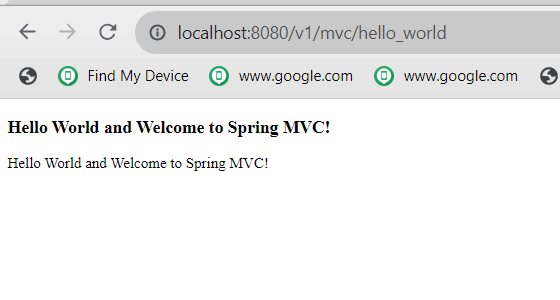 localhost:8080/v1/mvc/hello_world
Find My Device www.google.com www.google.com
Hello World and Welcome to Spring MVC!
Hello World and Welcome to Spring MVC!